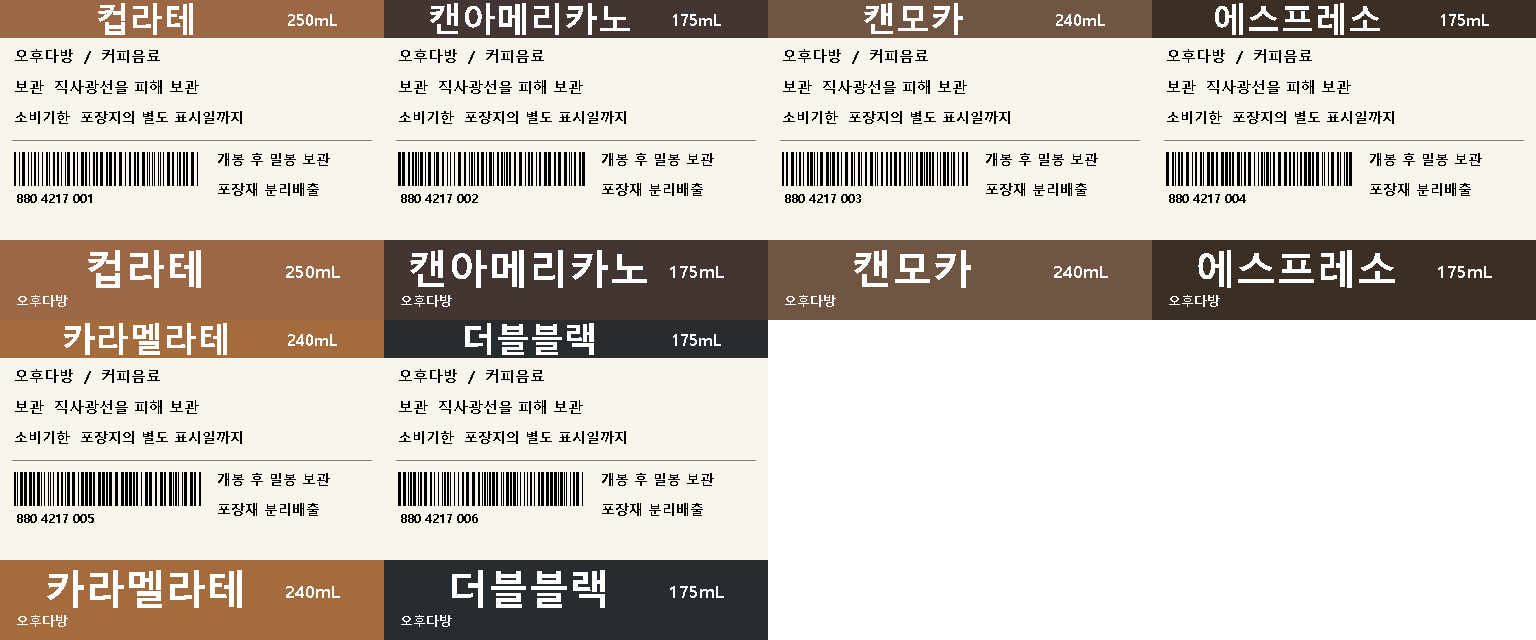 컵라테 250mL
오후다방 / 커피음료
보관 직사광선을 피해 보관
소비기한 포장지의 별도 표시일까지
개봉 후 밀봉 보관
포장재 분리배출
880 4217 001
컵라테 250mL
오후다방
캔아메리카노 175mL
오후다방 / 커피음료
보관 직사광선을 피해 보관
소비기한 포장지의 별도 표시일까지
개봉 후 밀봉 보관
포장재 분리배출
880 4217 002
캔아메리카노 175mL
오후다방
캔모카 240mL
오후다방 / 커피음료
보관 직사광선을 피해 보관
소비기한 포장지의 별도 표시일까지
개봉 후 밀봉 보관
포장재 분리배출
880 4217 003
캔모카 240mL
오후다방
에스프레소 175mL
오후다방 / 커피음료
보관 직사광선을 피해 보관
소비기한 포장지의 별도 표시일까지
개봉 후 밀봉 보관
포장재 분리배출
880 4217 004
에스프레소 175mL
오후다방
카라멜라테 240mL
오후다방 / 커피음료
보관 직사광선을 피해 보관
소비기한 포장지의 별도 표시일까지
개봉 후 밀봉 보관
포장재 분리배출
880 4217 005
카라멜라테 240mL
오후다방
더블블랙 175mL
오후다방 / 커피음료
보관 직사광선을 피해 보관
소비기한 포장지의 별도 표시일까지
개봉 후 밀봉 보관
포장재 분리배출
880 4217 006
더블블랙 175mL
오후다방